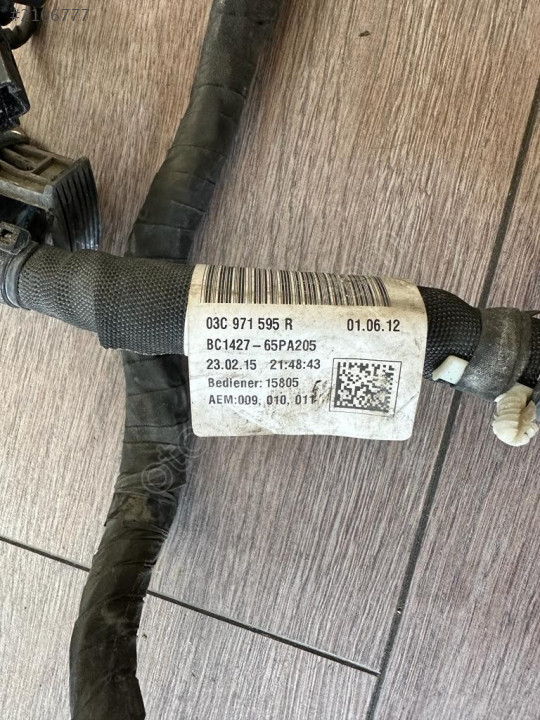 #7106777
03C 971 595 R 01.06.12
BC1427-65PA205
23.02.15 21:48:43
Bediener: 15805
AEM:009, 010, 011